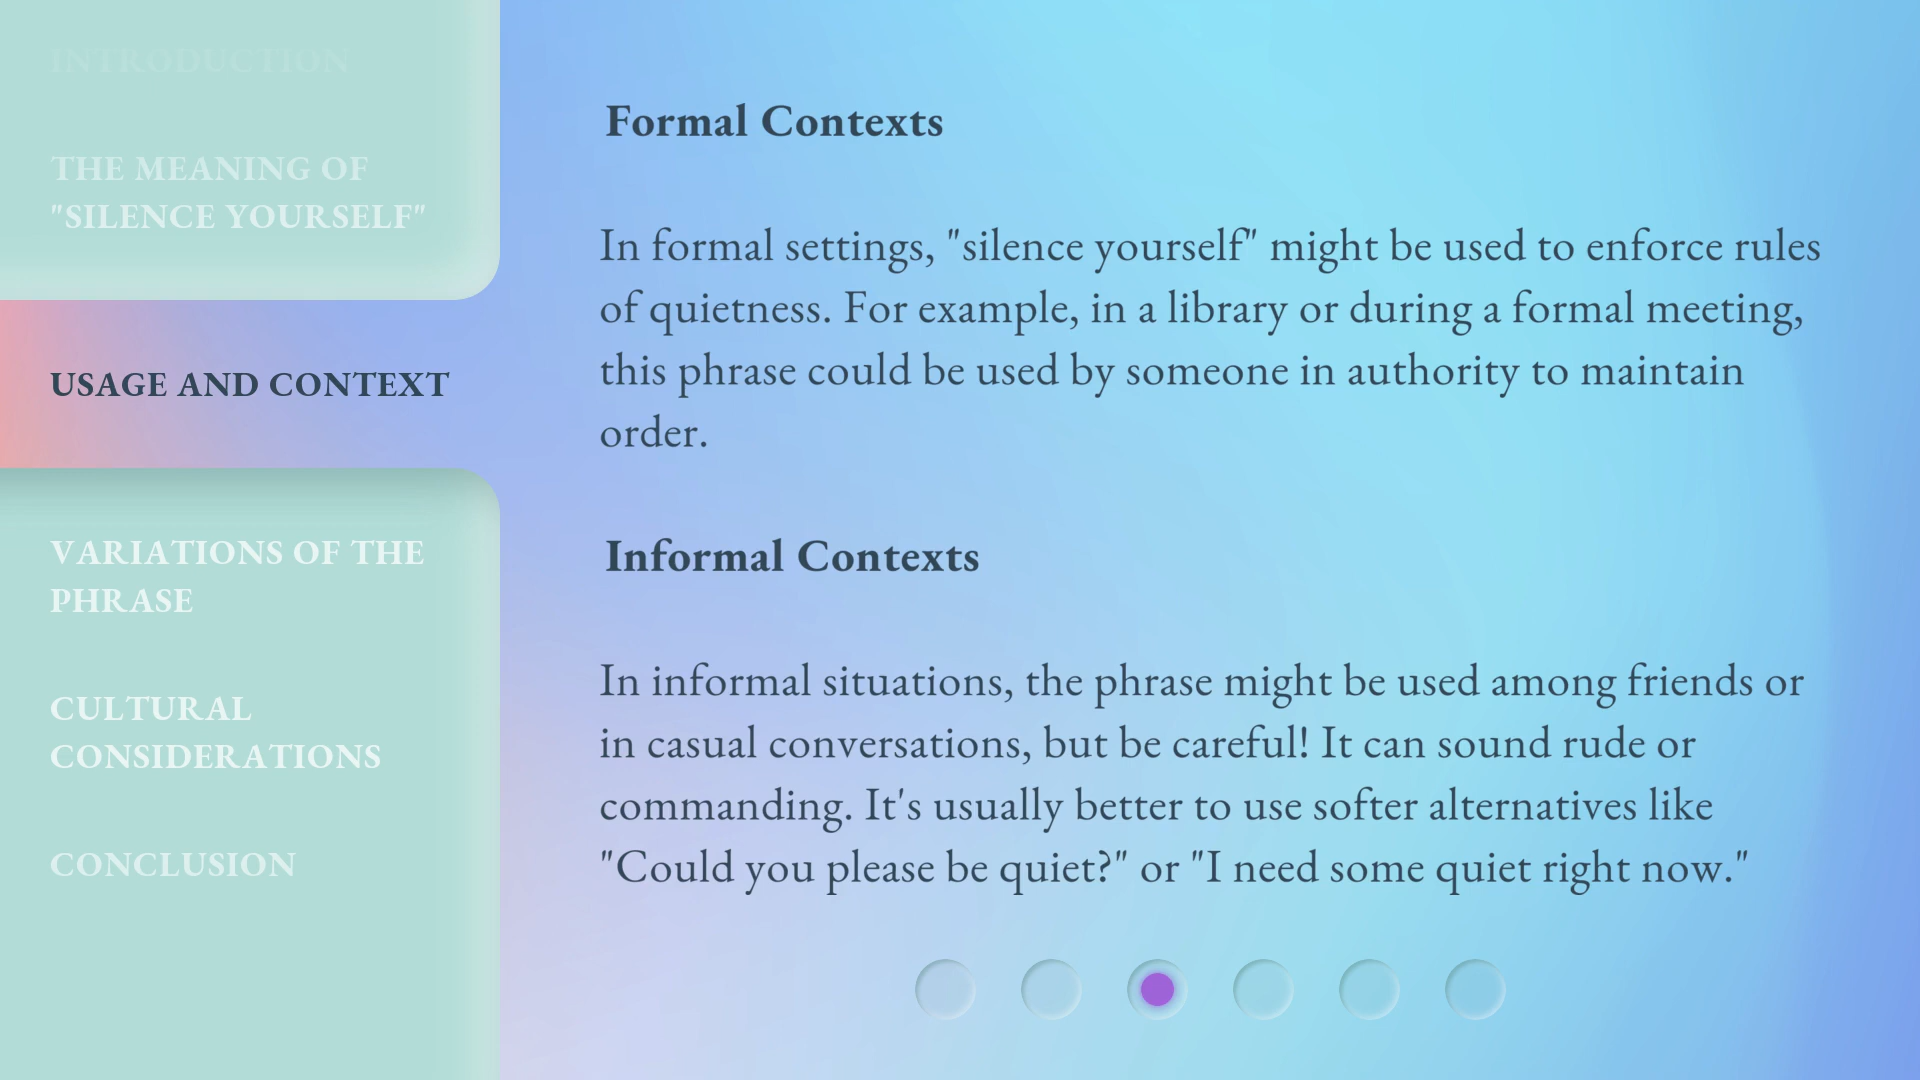 INTRODUCTION
THE MEANING OF
"SILENCE YOURSELF"
USAGE AND CONTEXT
VARIATIONS OF THE
PHRASE
CULTURAL
CONSIDERATIONS
CONCLUSION
Formal Contexts
In formal settings, "silence yourself" might be used to enforce rules
of quietness. For example, in a library or during a formal meeting,
this phrase could be used by someone in authority to maintain
order.
Informal Contexts
In informal situations, the phrase might be used among friends or
in casual conversations, but be careful! It can sound rude or
commanding. It's usually better to use softer alternatives like
"Could you please be quiet?" or "I need some quiet right now."